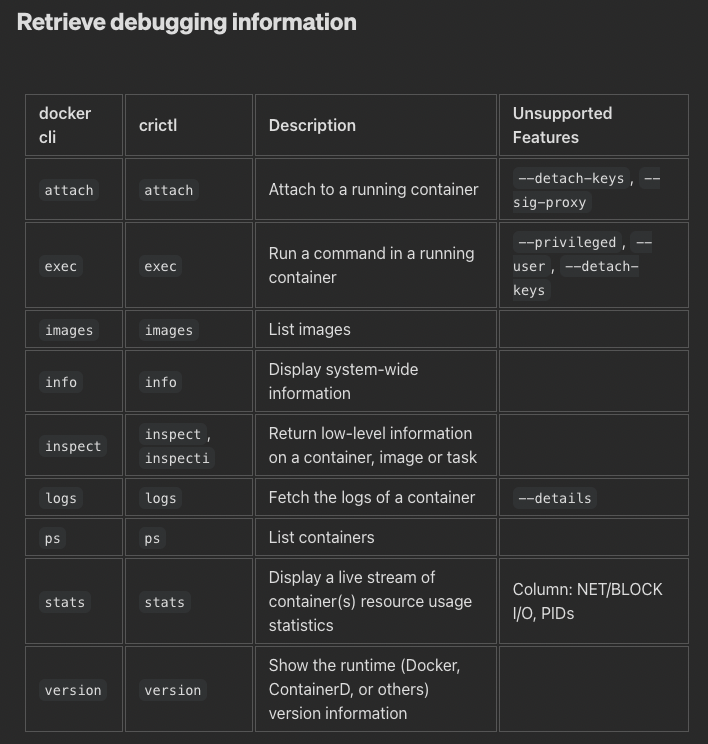 Retrieve debugging information
docker
cli
crictl
Description
Unsupported
Features
attach
attach
Attach to a running container
--detach-keys, --
sig-proxy
exec
exec
Run a command in a running
container
--privileged, --
user, --detach-
keys
images
images
List images
info
info
Display system-wide
information
inspect
inspect,
inspecti
Return low-level information
on a container, image or task
logs
logs
Fetch the logs of a container
--details
ps
ps
List containers
stats
stats
Display a live stream of
container(s) resource usage
statistics
Column: NET/BLOCK
I/O, PIDs
version
version
Show the runtime (Docker,
ContainerD, or others)
version information